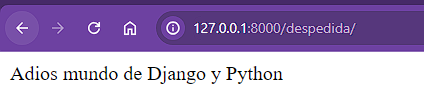 127.0.0.1:8000/despedida/
Adios mundo de Django y Python